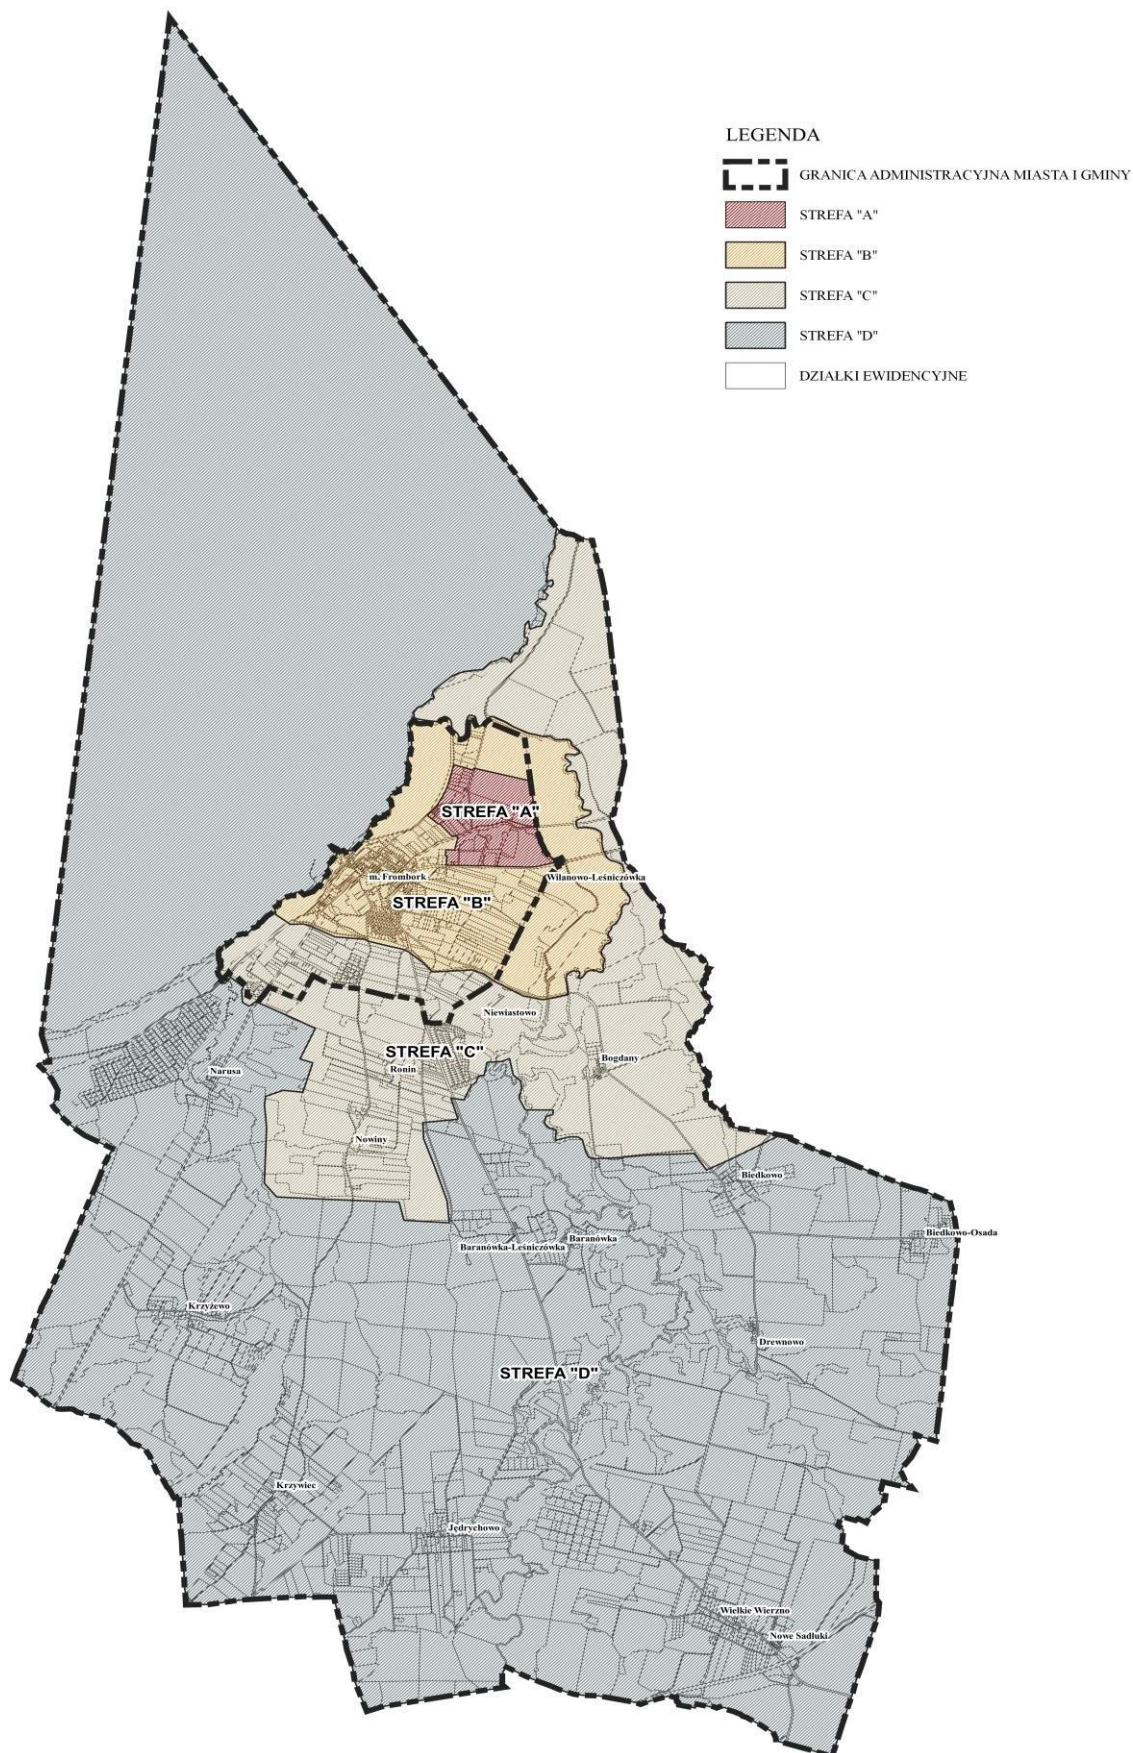 LEGENDA
GRANICA ADMINISTRACYJNA MIASTA I GMINY
STREFA "A"
STREFA "B"
STREFA "C"
STREFA "D"
DZIAŁKI EWIDENCYJNE
STREFA "A"
m. Frombork
Wilanowo-Leśniczówka
STREFA "B"
Niewiastowo
STREFA "C"
Bogdany
Ronin
Narusa
Nowiny
Biedkowo
Biedkowo-Osada
Baranówka
Baranówka-Leśniczówka
Krzyżewo
Drewnowo
STREFA "D"
Krzywiec
Jędrychowo
Wielkie Wierzno
Nowe Sadłuki